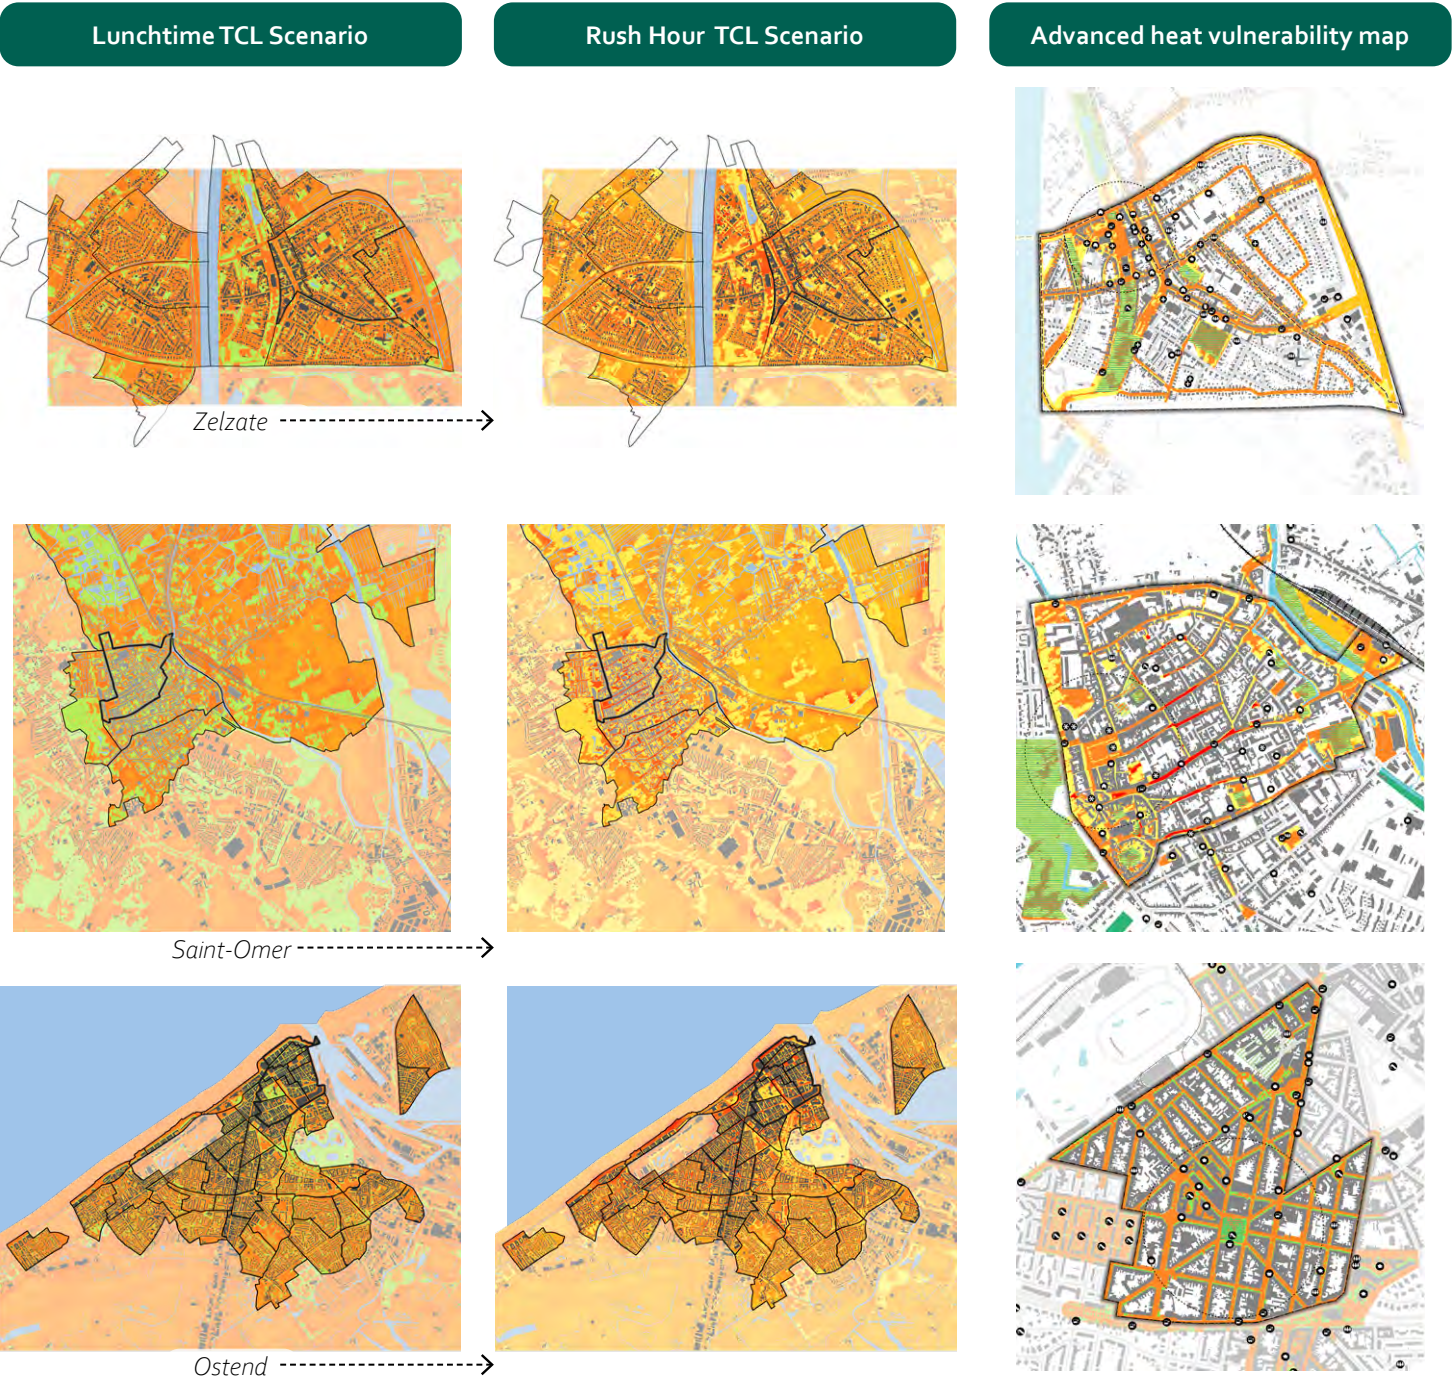 Lunchtime TCL Scenario
Rush Hour TCL Scenario
Advanced heat vulnerability map
Zelzate
Saint-Omer
Ostend